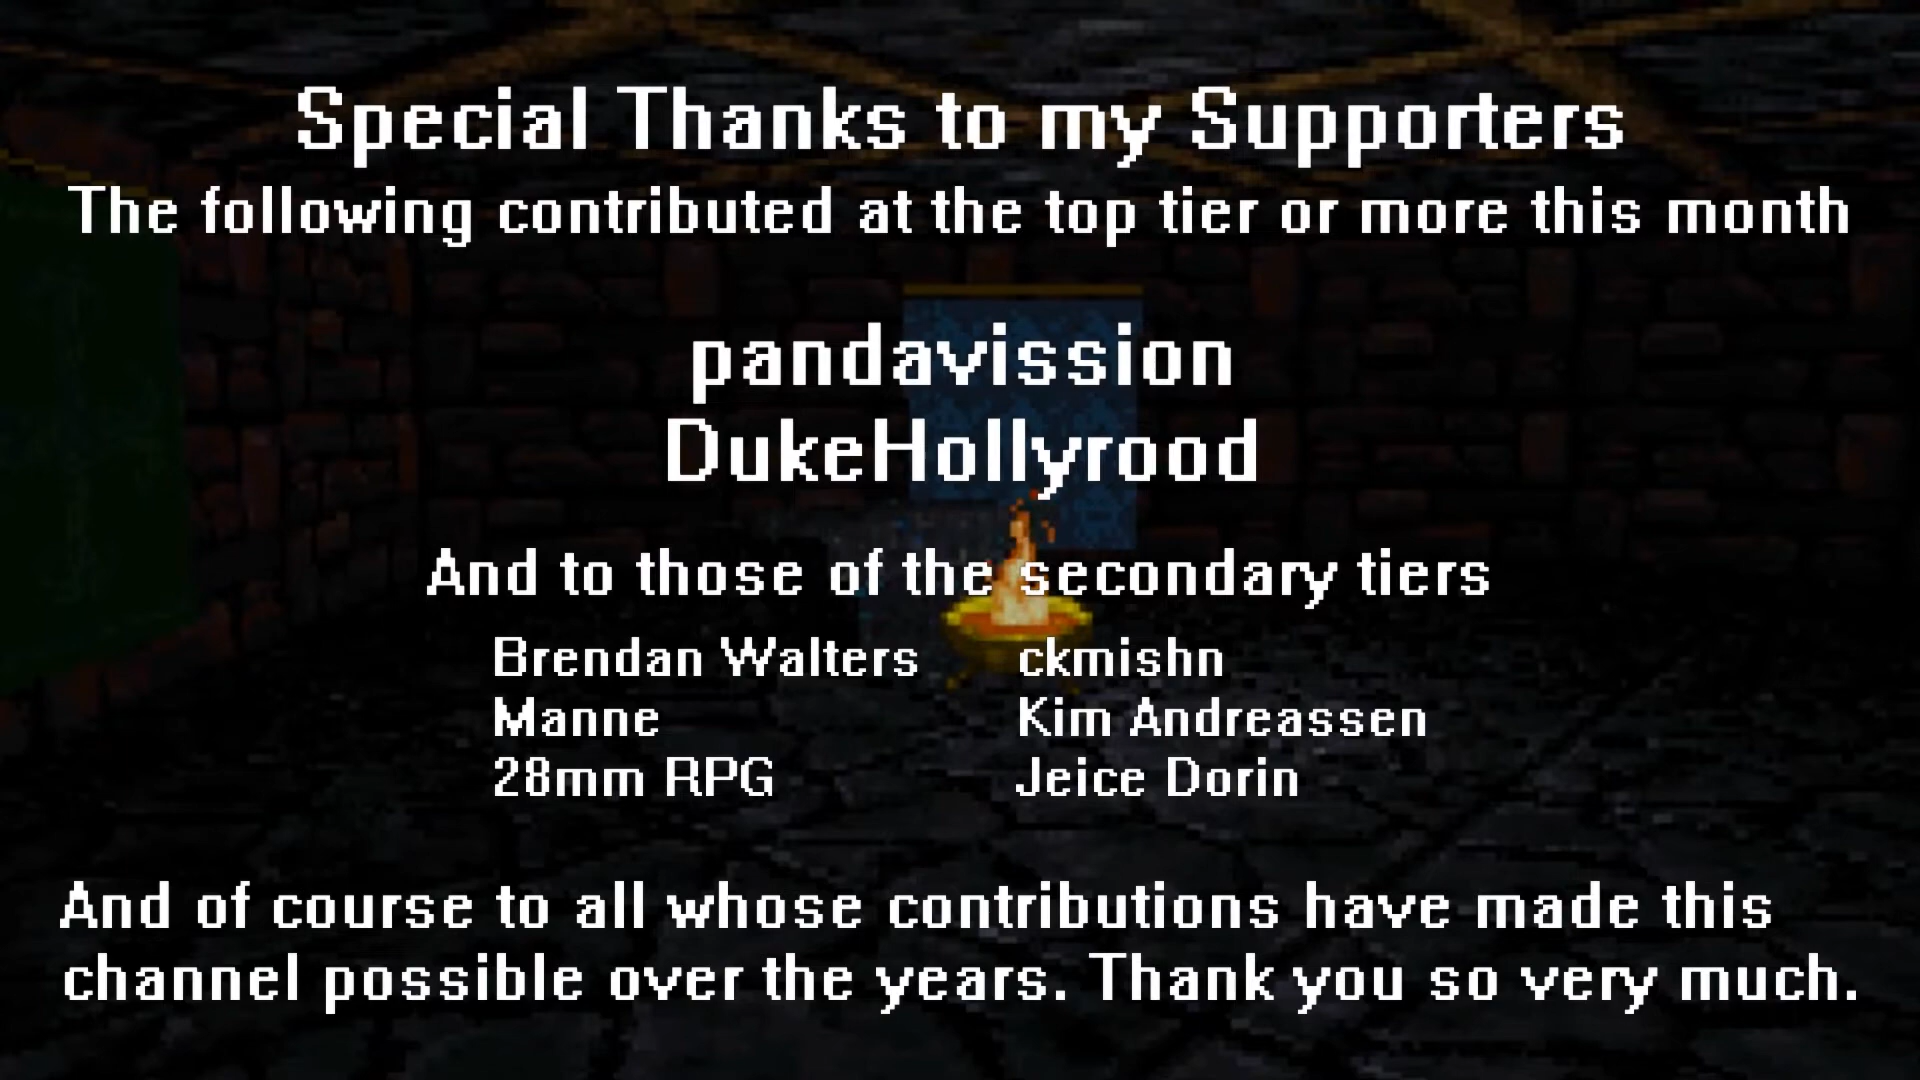 Special Thanks to my Supporters
The following contributed at the top tier or more this month
pandavission
DukeHollyrood
And to those of the secondary tiers
Brendan Walters
Manne
28mm RPG
ckmishn
Kim Andreassen
Jeice Dorin
And of course to all whose contributions have made this
channel possible over the years. Thank you so very much.